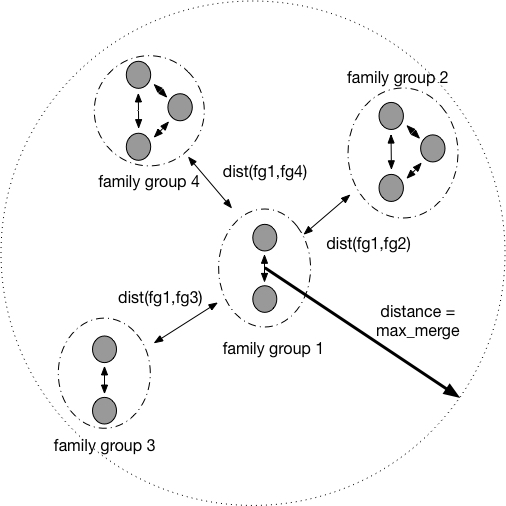 family group 2
family group 4
dist(fg1,fg4)
dist(fg1,fg2)
dist(fg1,fg3)
distance =
max_merge
family group 1
family group 3